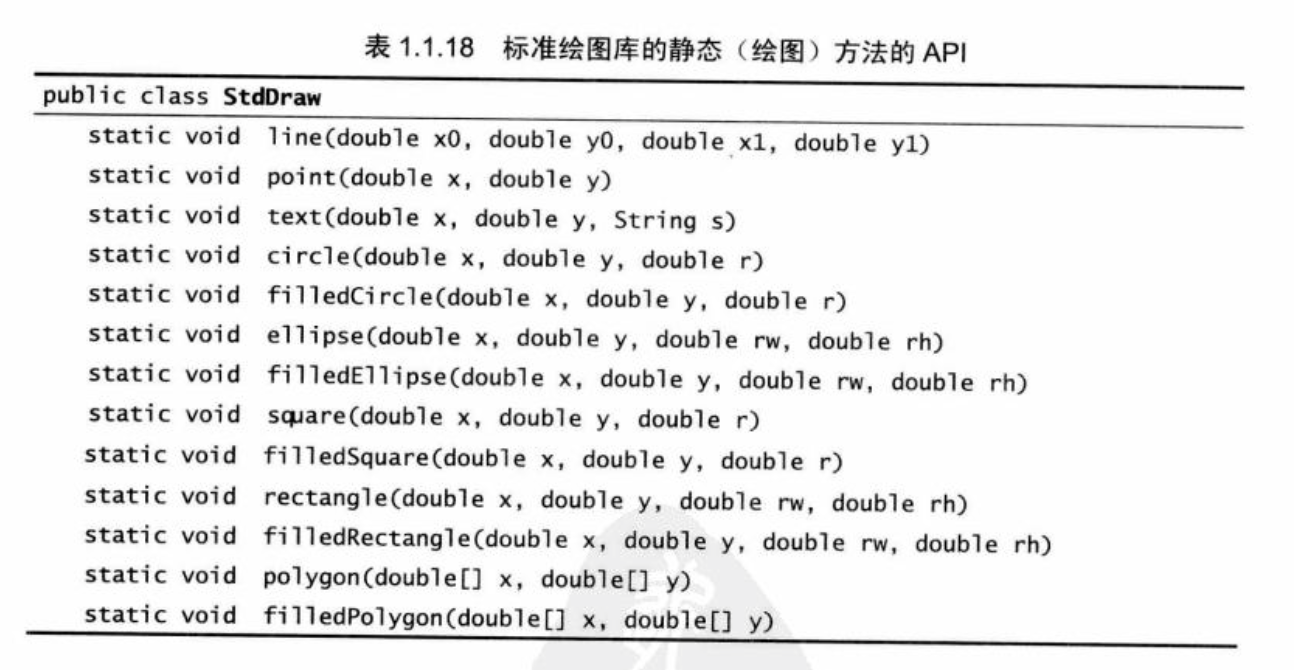 表 1.1.18 标准绘图库的静态（绘图）方法的 API
public class StdDraw
static void line(double x0, double y0, double x1, double y1)
static void point(double x, double y)
static void text(double x, double y, String s)
static void circle(double x, double y, double r)
static void filledCircle(double x, double y, double r)
static void ellipse(double x, double y, double rw, double rh)
static void filledEllipse(double x, double y, double rw, double rh)
static void square(double x, double y, double r)
static void filledSquare(double x, double y, double r)
static void rectangle(double x, double y, double rw, double rh)
static void filledRectangle(double x, double y, double rw, double rh)
static void polygon(double[] x, double[] y)
static void filledPolygon(double[] x, double[] y)